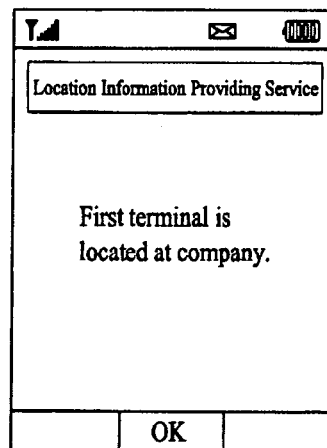 Location Information Providing Service
First terminal is
located at company.
OK